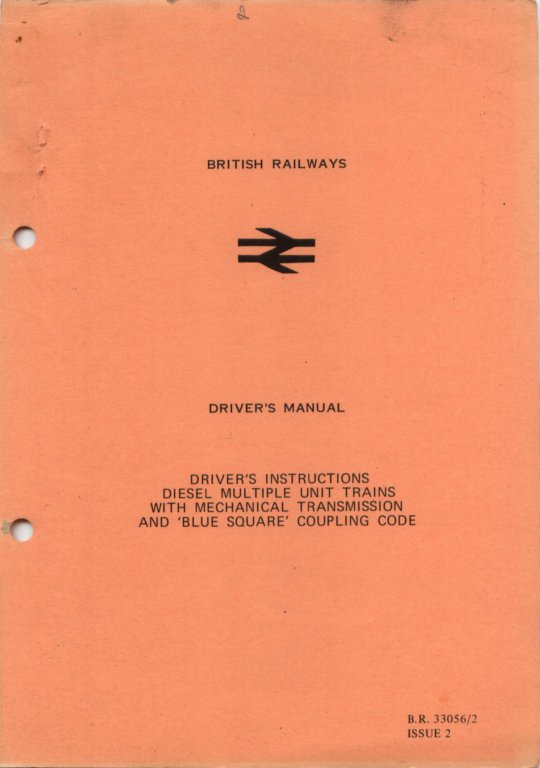 2
BRITISH RAILWAYS
DRIVER'S MANUAL
DRIVER'S INSTRUCTIONS
DIESEL MULTIPLE UNIT TRAINS
WITH MECHANICAL TRANSMISSION
AND 'BLUE SQUARE' COUPLING CODE
B.R. 33056/2
ISSUE 2